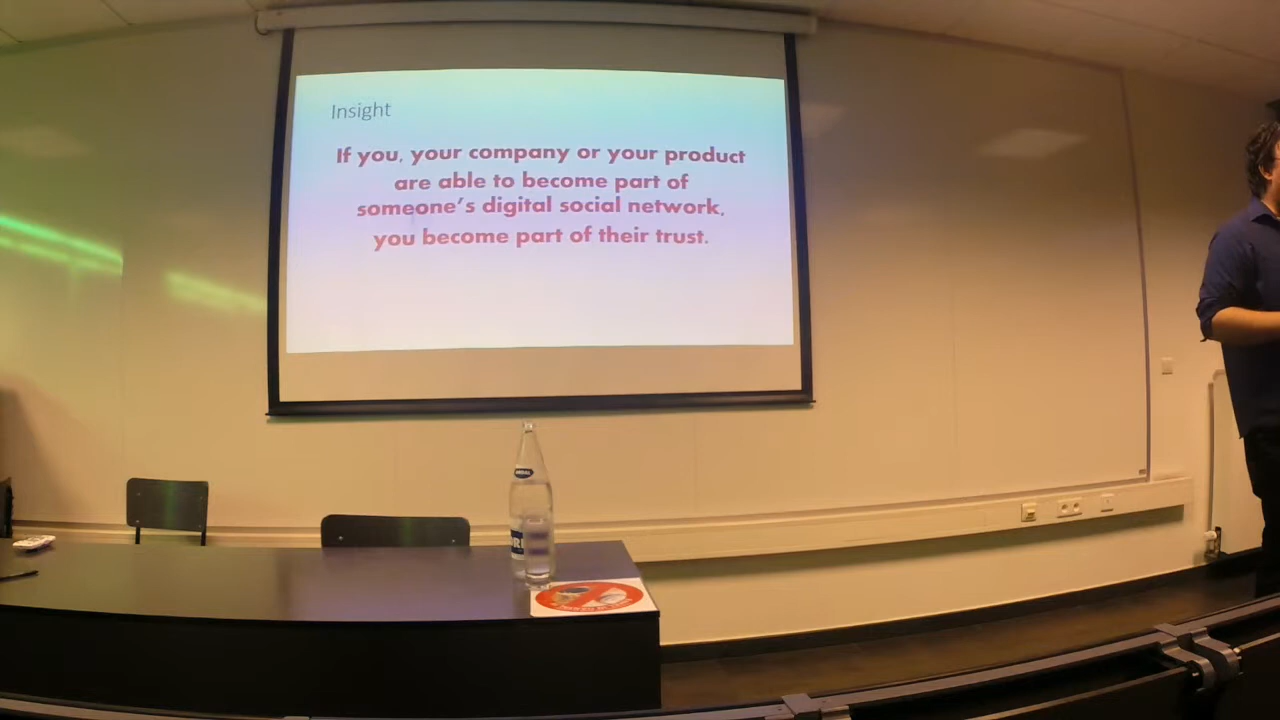 Insight
If you, your company or your product
are able to become part of
someone's digital social network,
you become part of their trust.